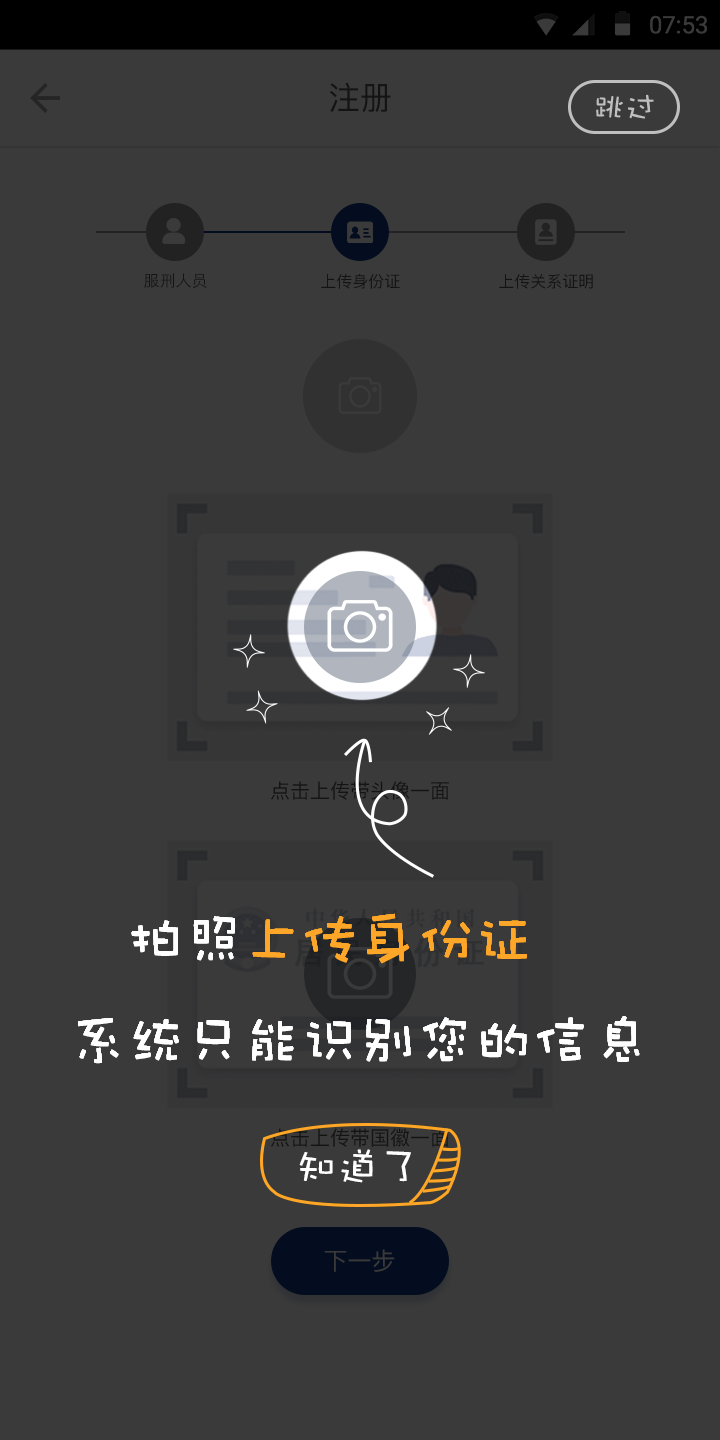 07:53
注册
跳过
服刑人员
上传身份证
上传关系证明
点击上传带头像一面
拍照上传身份证
系统只能识别您的信息
点击上传带国徽一面
知道了
下一步